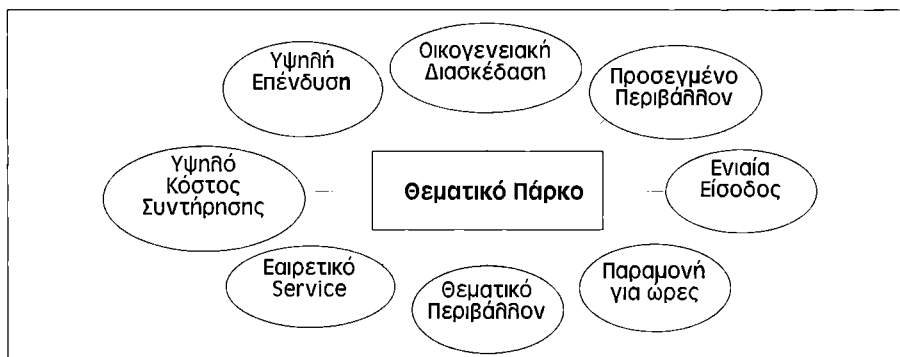 Υψηλή
Επένδυση
Οικογενειακή
Διασκέδαση
Προσεγμένο
Περιβάλλον
Υψηλό
Κόστος
Συντήρησης
Θεματικό Πάρκο
Ενιαία
Είσοδος
Εαιρετικό
Service
Θεματικό
Περιβάλλον
Παραμονή
για ώρες